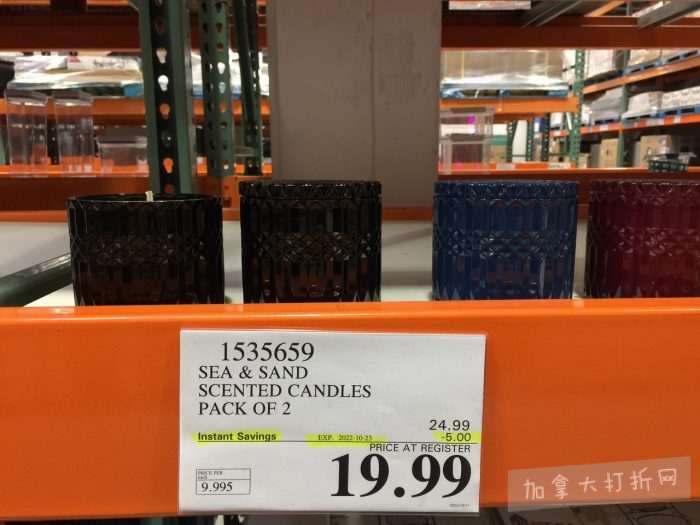 1535659
SEA & SAND
SCENTED CANDLES
PACK OF 2
24.99
Instant Savings EXP. 2022-10-23 -5.00
PRICE AT REGISTER
19.99
PRICE PER
9.995
加拿大打折网